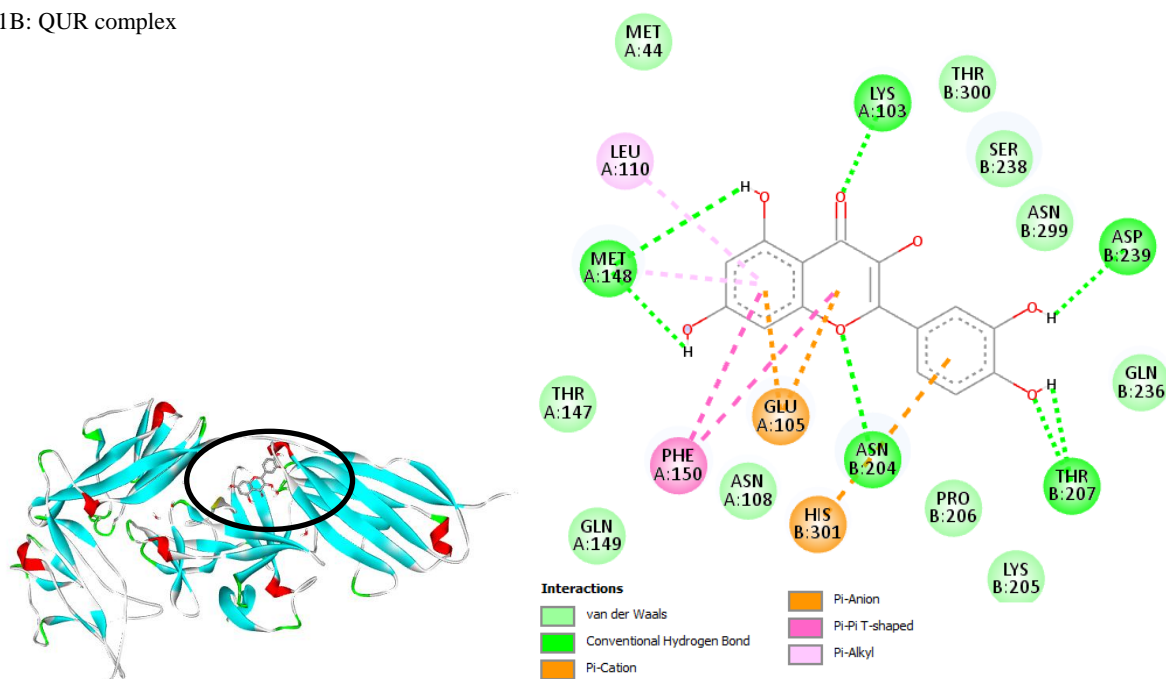 1B: QUR complex
MET
A:44
LYS
A:103
THR
B:300
LEU
A:110
SER
B:238
ASN
B:299
ASP
B:239
MET
A:148
H
O
O
O
O
H
O
O
H
H
O
GLN
B:236
THR
A:147
GLU
A:105
PHE
A:150
ASN
A:108
ASN
B:204
THR
B:207
PRO
B:206
HIS
B:301
GLN
A:149
LYS
B:205
Interactions
van der Waals
Conventional Hydrogen Bond
Pi-Cation
Pi-Anion
Pi-Pi T-shaped
Pi-Alkyl